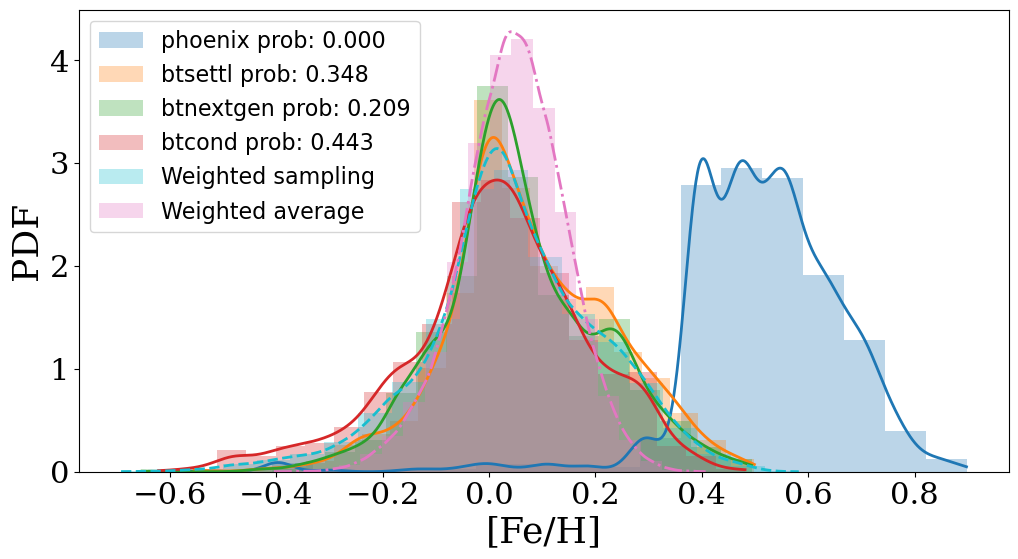 phoenix prob: 0.000
btsettl prob: 0.348
btnextgen prob: 0.209
btcond prob: 0.443
Weighted sampling
Weighted average
PDF
4
3
2
1
0
−0.6 −0.4 −0.2 0.0 0.2 0.4 0.6 0.8
[Fe/H]